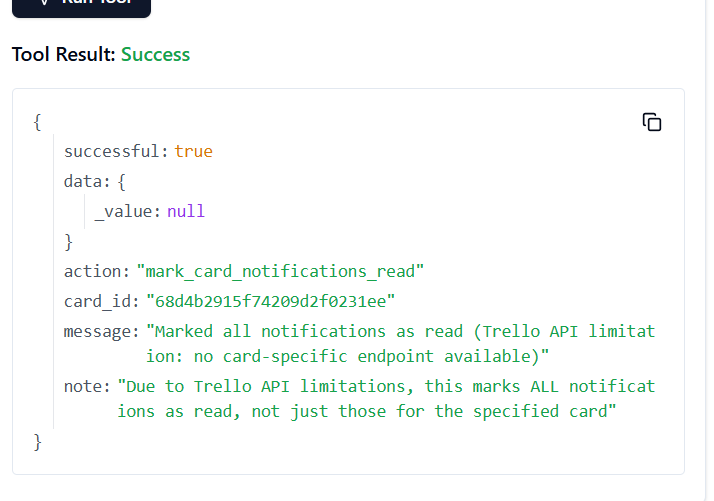 Run Tool
Tool Result: Success
{
successful: true
data: {
_value: null
}
action: "mark_card_notifications_read"
card_id: "68d4b2915f74209d2f0231ee"
message: "Marked all notifications as read (Trello API limitat
ion: no card-specific endpoint available)"
note: "Due to Trello API limitations, this marks ALL notificat
ions as read, not just those for the specified card"
}